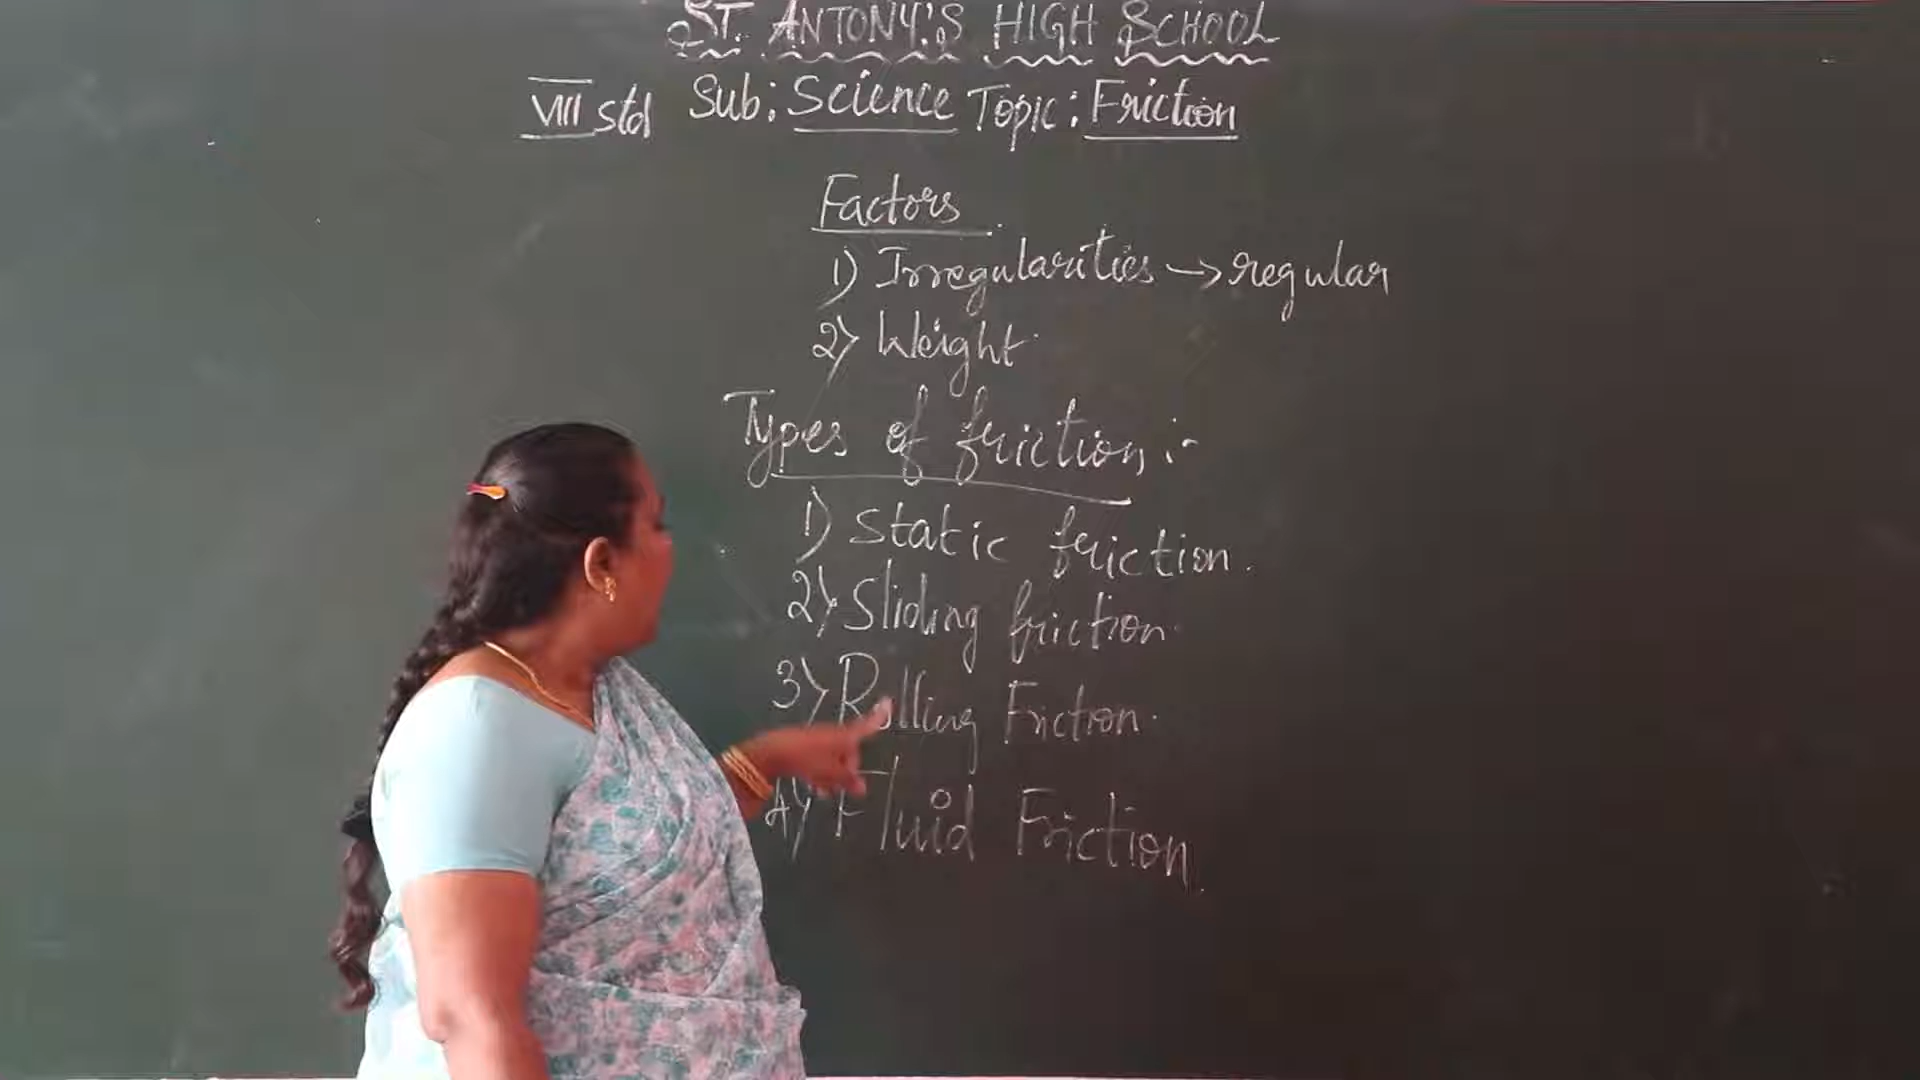 ST. ANTONY'S HIGH SCHOOL
VIII std Sub: Science Topic: Friction
Factors
1) Irregularities → regular
2) Weight
Types of friction:-
1) Static friction.
2) Sliding friction.
3) Rolling Friction.
4) Fluid Friction.